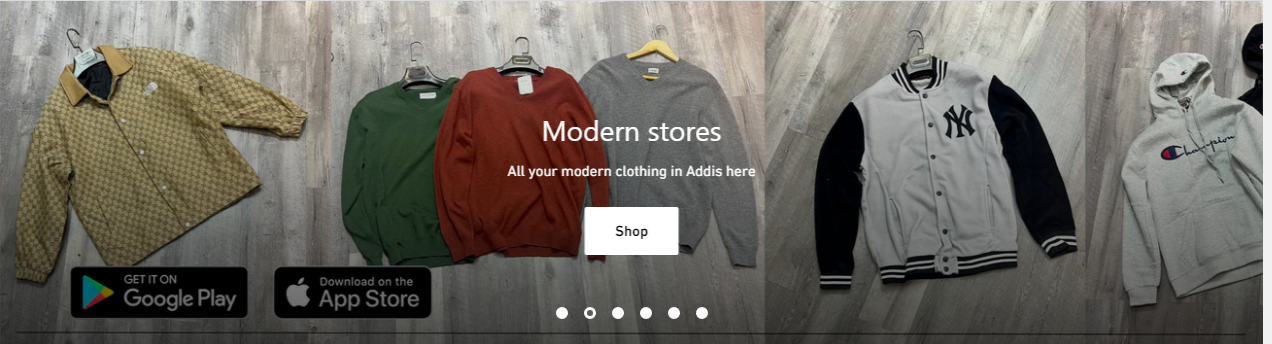 Modern stores
All your modern clothing in Addis here
Shop
GET IT ON
Google Play
Download on the
App Store
NY
Champion